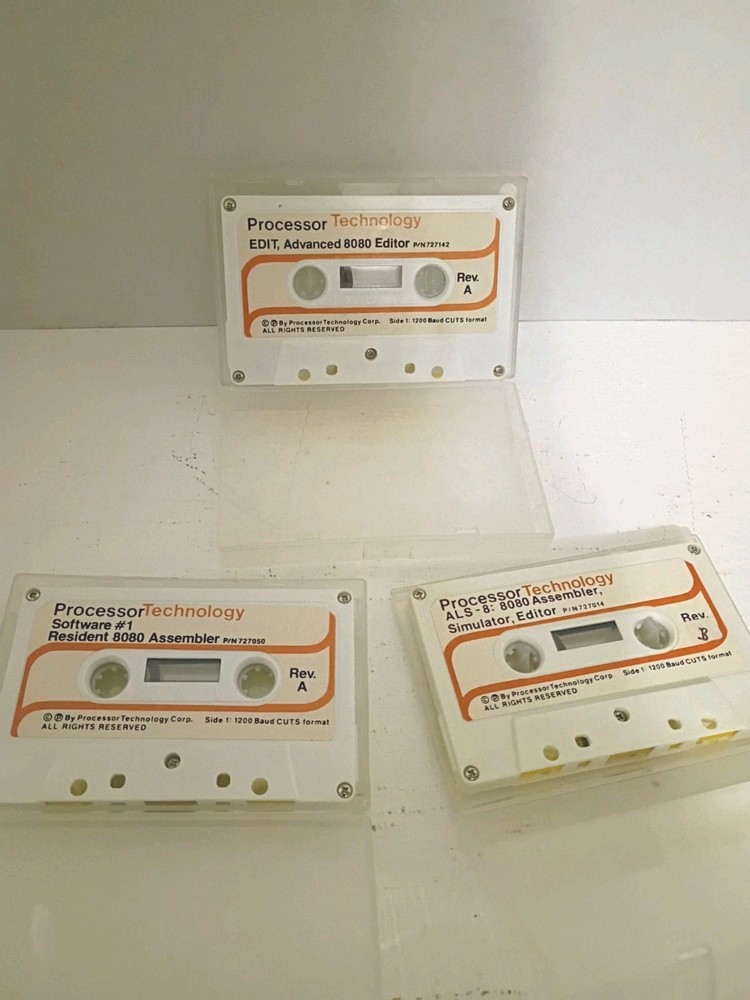 Processor Technology
EDIT, Advanced 8080 Editor P/N 727142
Rev.
A
© ℗ By Processor Technology Corp. Side 1: 1200 Baud CUTS format
ALL RIGHTS RESERVED
Processor Technology
Software #1
Resident 8080 Assembler P/N 727050
Rev.
A
© ℗ By Processor Technology Corp. Side 1: 1200 Baud CUTS format
ALL RIGHTS RESERVED
Processor Technology
ALS-8: 8080 Assembler,
Simulator, Editor P/N 727014
Rev.
B
© ℗ By Processor Technology Corp. Side 1: 1200 Baud CUTS format
ALL RIGHTS RESERVED